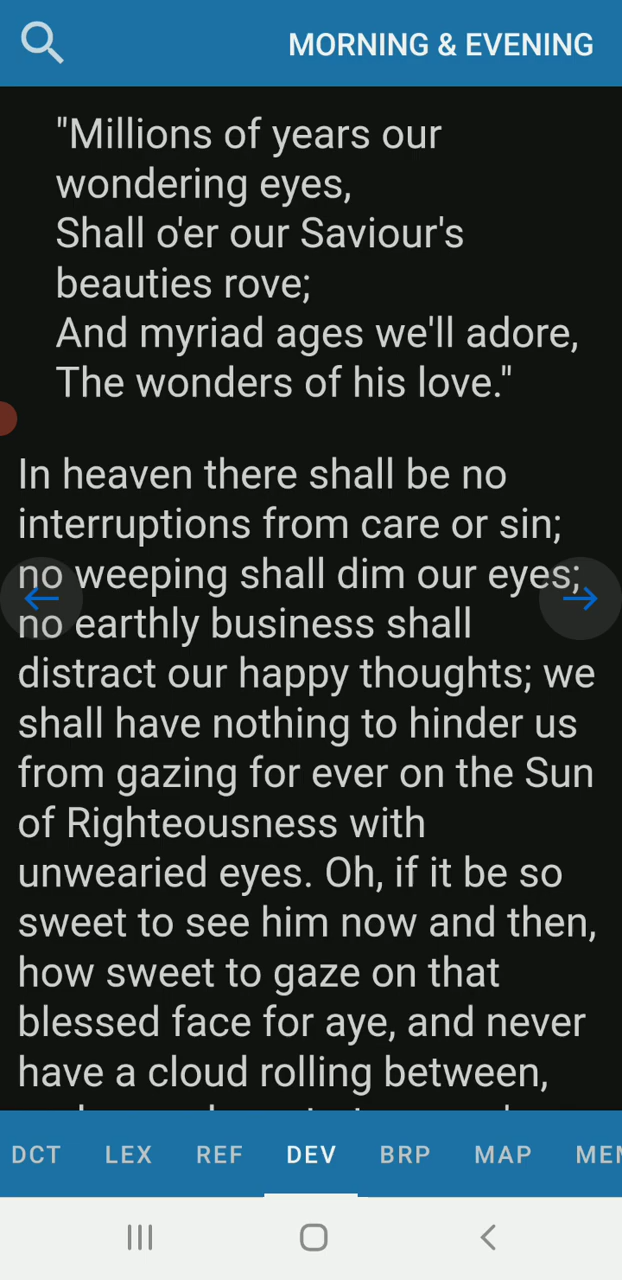 MORNING & EVENING
"Millions of years our
wondering eyes,
Shall o'er our Saviour's
beauties rove;
And myriad ages we'll adore,
The wonders of his love."
In heaven there shall be no
interruptions from care or sin;
no weeping shall dim our eyes;
no earthly business shall
distract our happy thoughts; we
shall have nothing to hinder us
from gazing for ever on the Sun
of Righteousness with
unwearied eyes. Oh, if it be so
sweet to see him now and then,
how sweet to gaze on that
blessed face for aye, and never
have a cloud rolling between,
DCT LEX REF DEV BRP MAP